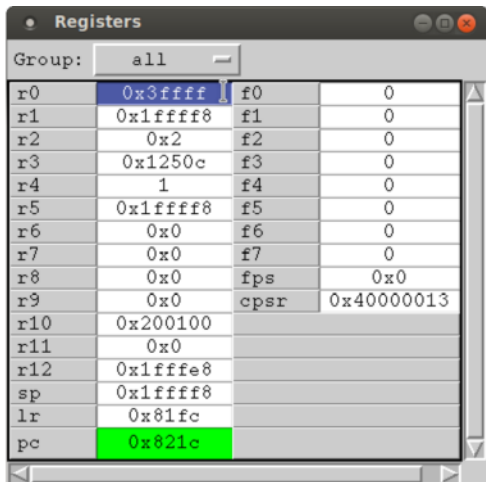 Registers
Group: all
r0 0x3ffff f0 0
r1 0x1ffff8 f1 0
r2 0x2 f2 0
r3 0x1250c f3 0
r4 1 f4 0
r5 0x1ffff8 f5 0
r6 0x0 f6 0
r7 0x0 f7 0
r8 0x0 fps 0x0
r9 0x0 cpsr 0x40000013
r10 0x200100
r11 0x0
r12 0x1fffe8
sp 0x1ffff8
lr 0x81fc
pc 0x821c